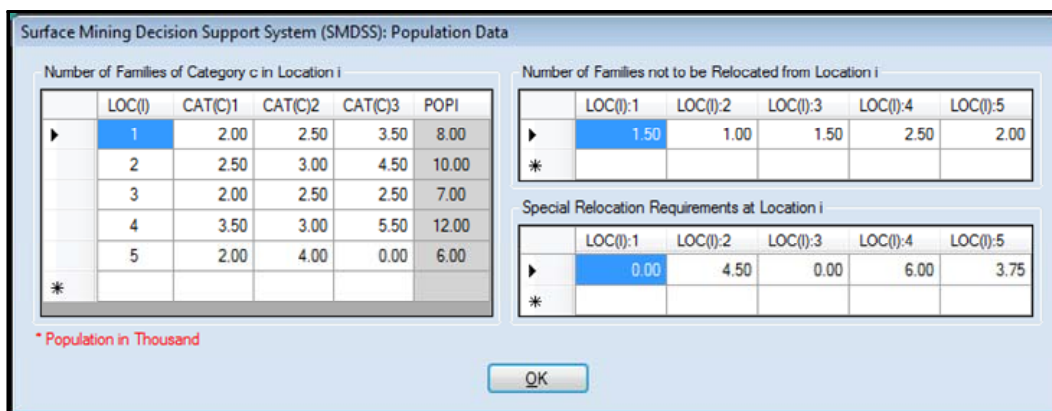 Surface Mining Decision Support System (SMDSS): Population Data
Number of Families of Category c in Location i
LOC(I) CAT(C)1 CAT(C)2 CAT(C)3 POPI
1 2.00 2.50 3.50 8.00
2 2.50 3.00 4.50 10.00
3 2.00 2.50 2.50 7.00
4 3.50 3.00 5.50 12.00
5 2.00 4.00 0.00 6.00
* Population in Thousand
Number of Families not to be Relocated from Location i
LOC(I):1 LOC(I):2 LOC(I):3 LOC(I):4 LOC(I):5
1.50 1.00 1.50 2.50 2.00
Special Relocation Requirements at Location i
LOC(I):1 LOC(I):2 LOC(I):3 LOC(I):4 LOC(I):5
0.00 4.50 0.00 6.00 3.75
OK